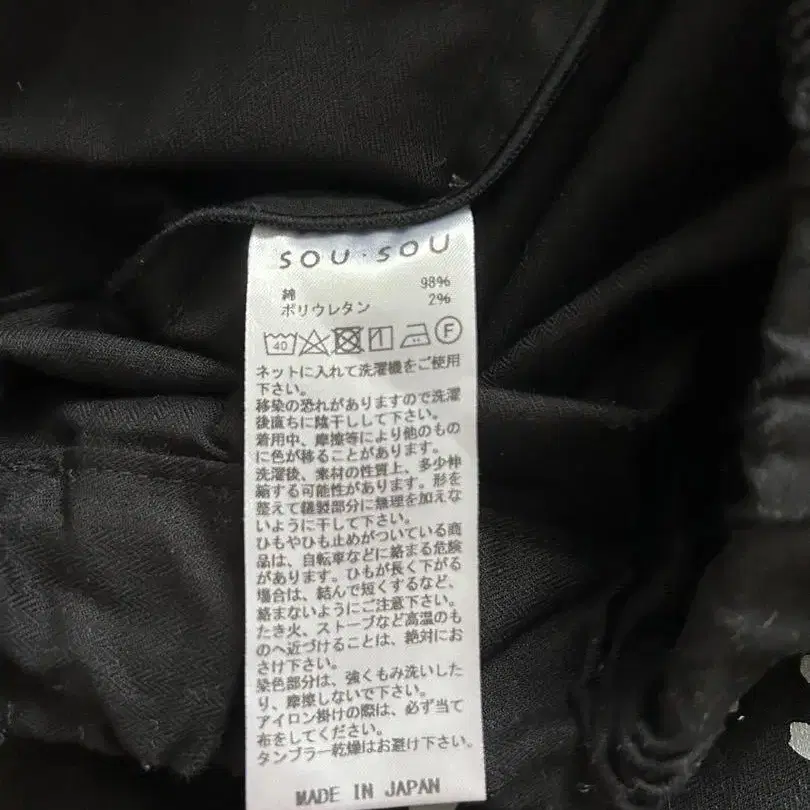 SOU・SOU
綿 98%
ポリウレタン 2%
40 F
ネットに入れて洗濯機をご使用
下さい。
移染の恐れがありますので洗濯
後直ちに陰干しして下さい。
着用中、摩擦等により他のもの
に色が移ることがあります。
洗濯後、素材の性質上、多少伸
縮する可能性があります。形を
整えて縫製部分に無理を加えな
いように干して下さい。
ひもやひも止めがついている商
品は、自転車などに絡まる危険
があります。ひもが長く下がる
場合は、結んで短くするなど、
絡まないようにご注意下さい。
たき火、ストーブなど高温のも
のへ近づけることは、絶対にお
さけ下さい。
染色部分は、強くもみ洗いした
り、摩擦しないで下さい。
アイロン掛けの際は、必ず当て
布をしてください。
タンブラー乾燥はお避け下さい。
MADE IN JAPAN